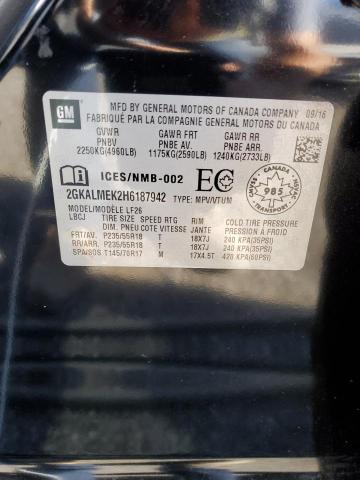 GM
MFD BY GENERAL MOTORS OF CANADA COMPANY 09/16
FABRIQUÉ PAR LA COMPAGNIE GENERAL MOTORS DU CANADA
GVWR GAWR FRT GAWR RR
PNBV PNBE AV PNBE ARR
2250KG(4960LB) 1175KG(2590LB) 1240KG(2733LB)
ICES/NMB-002 EC
CANADA
985
2GKALMEK2H6187942 TYPE: MPV/VTUM
MODEL/MODÈLE LF26
LBCJ TIRE SIZE SPEED RTG RIM COLD TIRE PRESSURE
DIM. PNEU COTE VITESSE JANTE PRESSION À FROID
FRT/AV. P235/55R18 T 18X7J 240 KPA(35PSI)
RR/ARR. P235/55R18 T 18X7J 240 KPA(35PSI)
SPA/SOS T145/70R17 M 17X4.5T 420 KPA(60PSI)